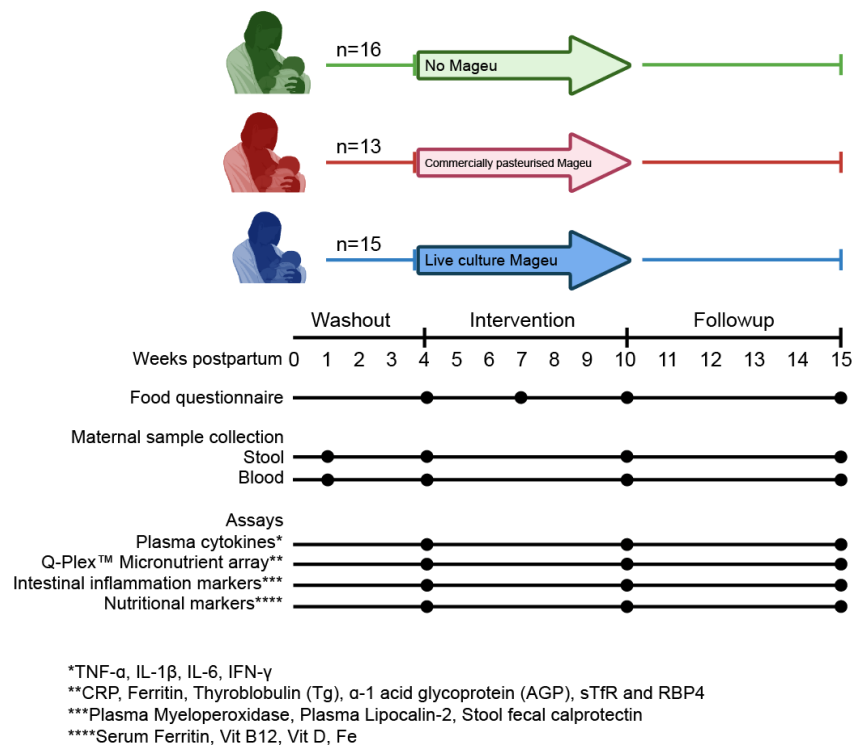 n=16
No Mageu
n=13
Commercially pasteurised Mageu
n=15
Live culture Mageu
Washout Intervention Followup
Weeks postpartum 0 1 2 3 4 5 6 7 8 9 10 11 12 13 14 15
Food questionnaire
Maternal sample collection
Stool
Blood
Assays
Plasma cytokines*
Q-Plex™ Micronutrient array**
Intestinal inflammation markers***
Nutritional markers****
*TNF-α, IL-1β, IL-6, IFN-γ
**CRP, Ferritin, Thyroblobulin (Tg), α-1 acid glycoprotein (AGP), sTfR and RBP4
***Plasma Myeloperoxidase, Plasma Lipocalin-2, Stool fecal calprotectin
****Serum Ferritin, Vit B12, Vit D, Fe